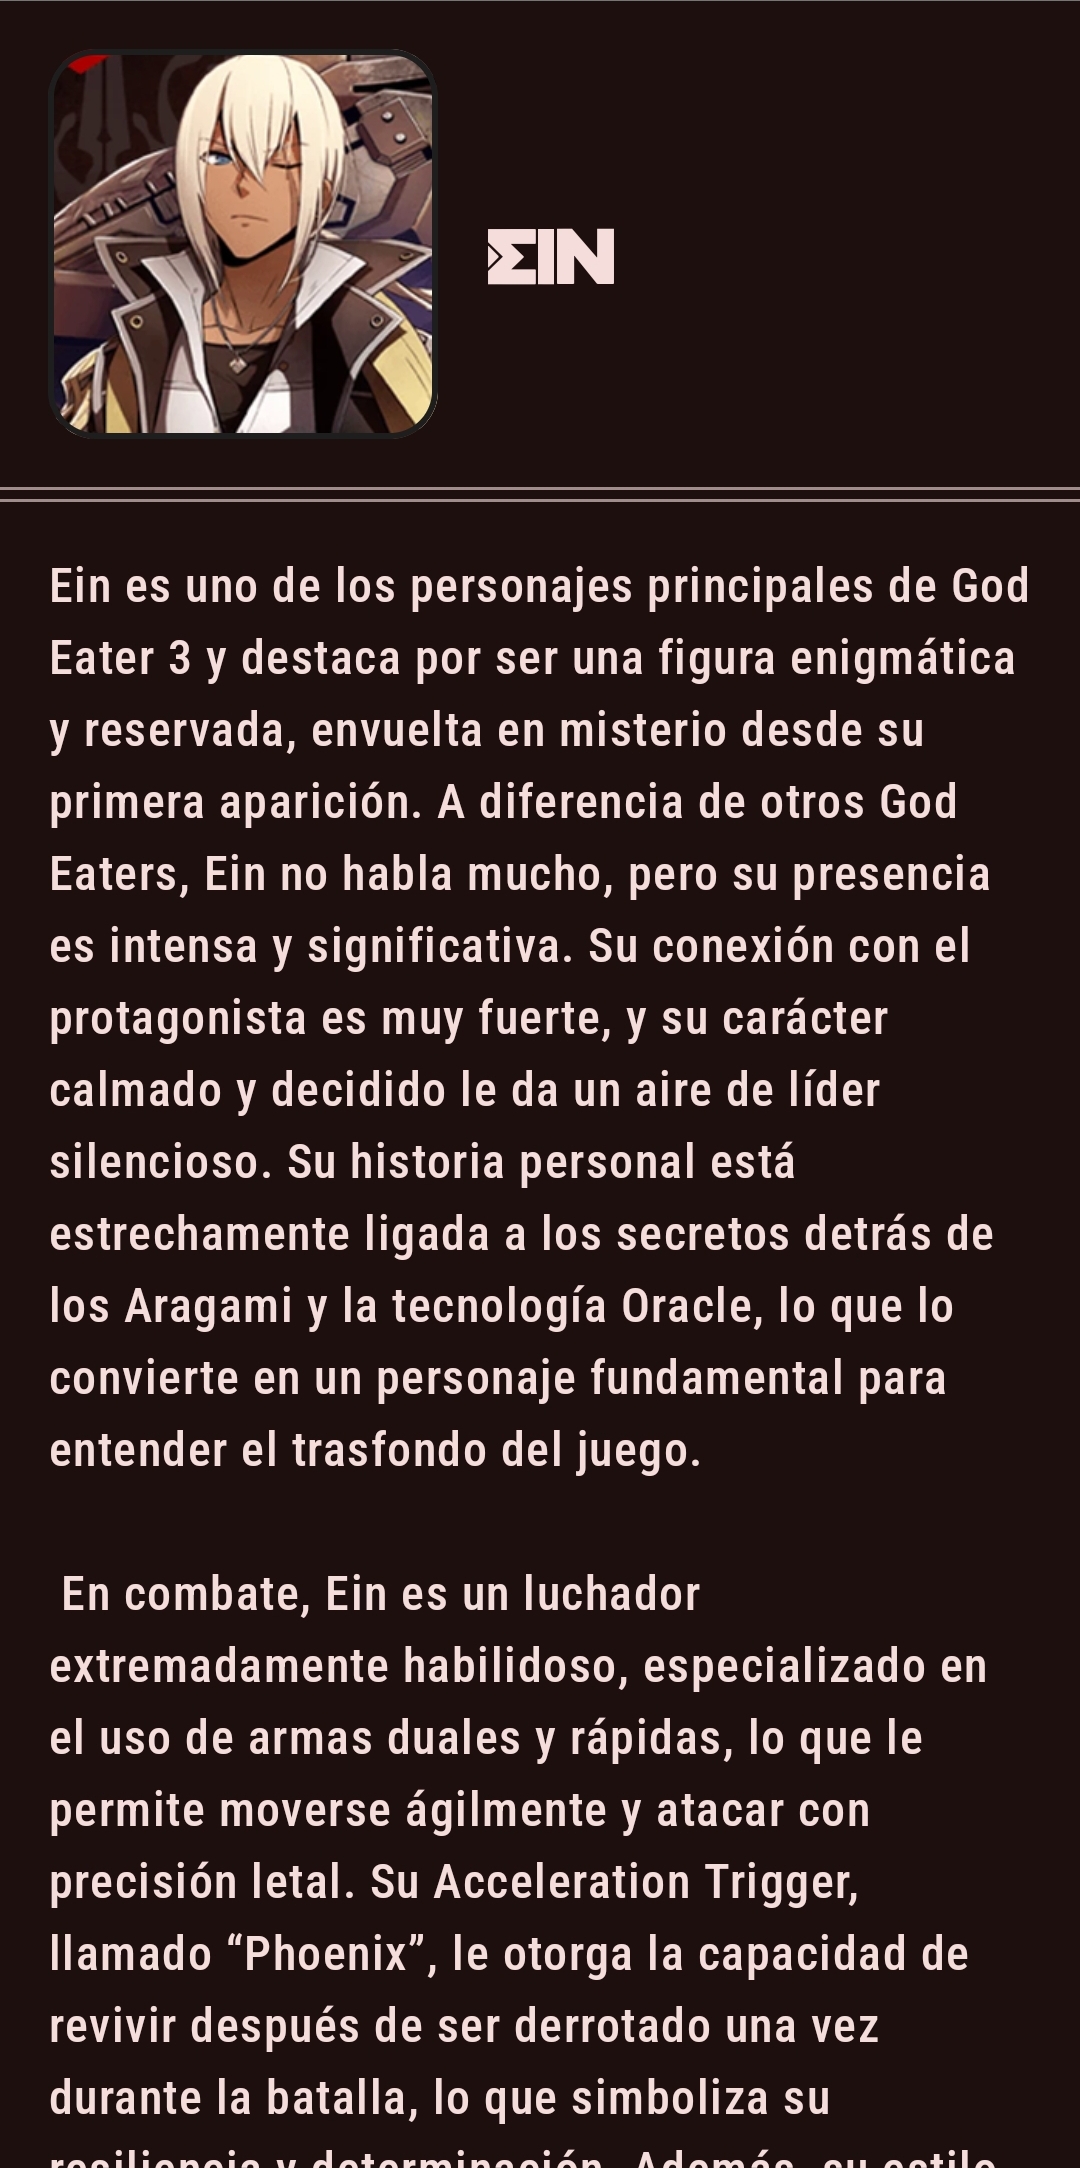 EIN
Ein es uno de los personajes principales de God
Eater 3 y destaca por ser una figura enigmática
y reservada, envuelta en misterio desde su
primera aparición. A diferencia de otros God
Eaters, Ein no habla mucho, pero su presencia
es intensa y significativa. Su conexión con el
protagonista es muy fuerte, y su carácter
calmado y decidido le da un aire de líder
silencioso. Su historia personal está
estrechamente ligada a los secretos detrás de
los Aragami y la tecnología Oracle, lo que lo
convierte en un personaje fundamental para
entender el trasfondo del juego.
En combate, Ein es un luchador
extremadamente habilidoso, especializado en
el uso de armas duales y rápidas, lo que le
permite moverse ágilmente y atacar con
precisión letal. Su Acceleration Trigger,
llamado “Phoenix”, le otorga la capacidad de
revivir después de ser derrotado una vez
durante la batalla, lo que simboliza su
resiliencia y determinación. Además, su estilo